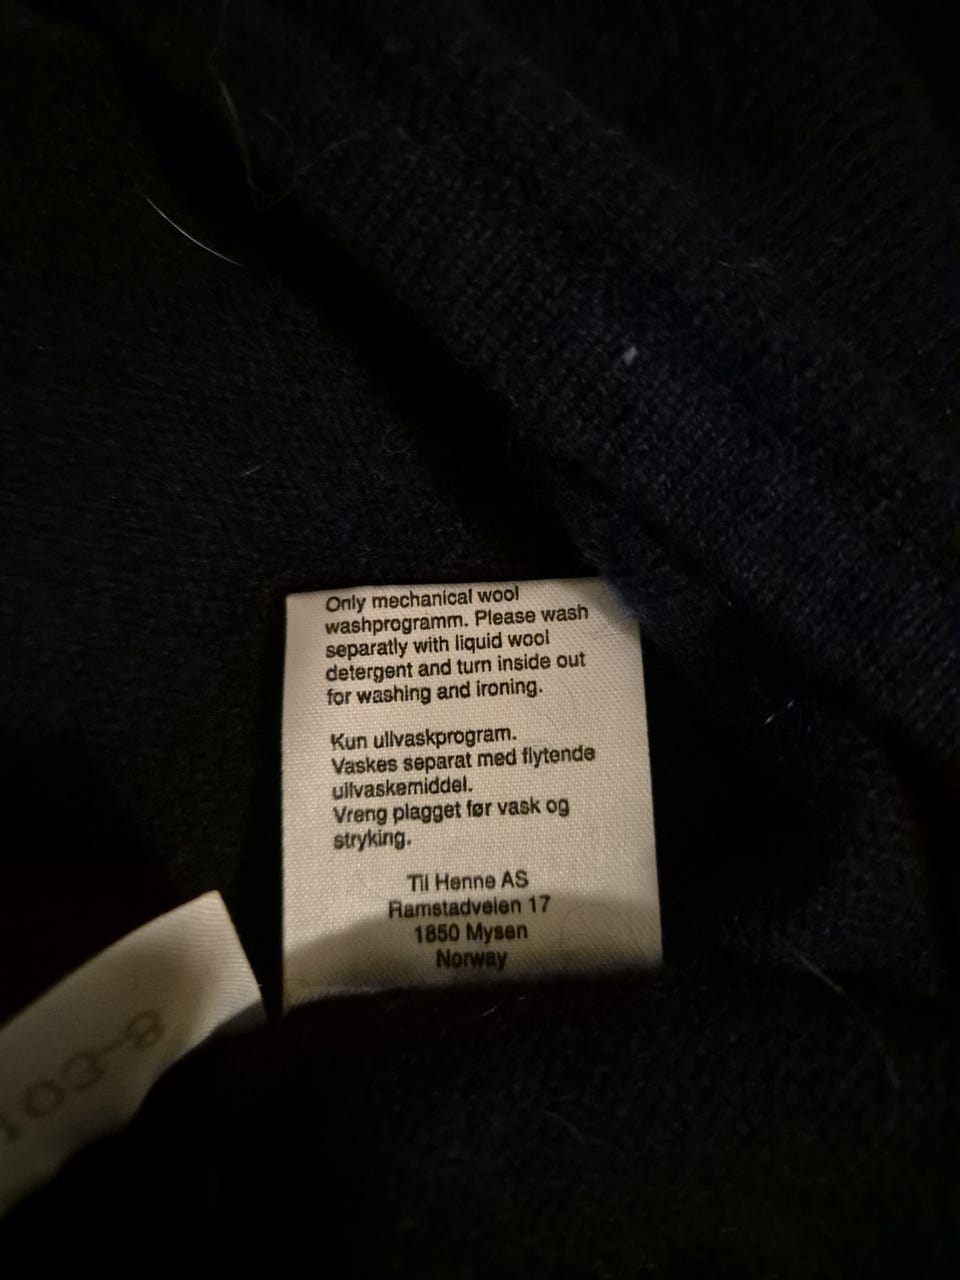 Only mechanical wool
washprogramm. Please wash
separatly with liquid wool
detergent and turn inside out
for washing and ironing.
Kun ullvaskprogram.
Vaskes separat med flytende
ullvaskemiddel.
Vreng plagget før vask og
stryking.
Til Henne AS
Ramstadveien 17
1850 Mysen
Norway
103-8